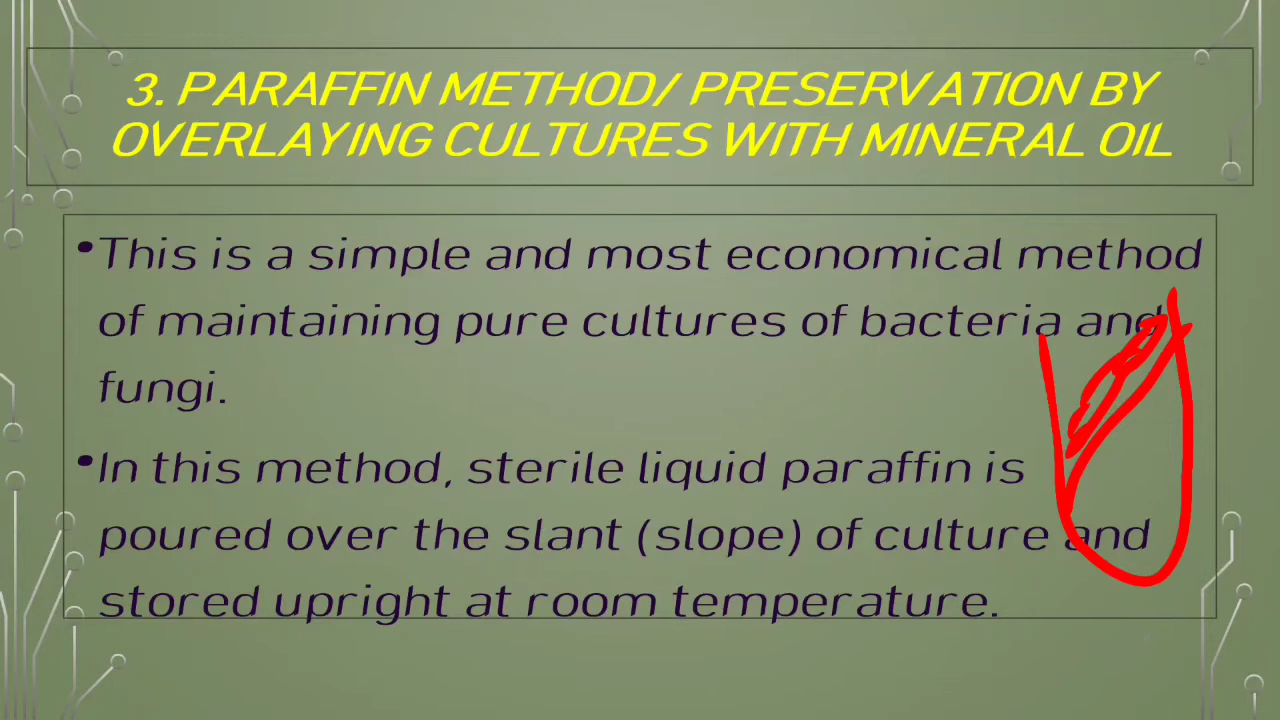 3. PARAFFIN METHOD/ PRESERVATION BY
OVERLAYING CULTURES WITH MINERAL OIL
•This is a simple and most economical method
of maintaining pure cultures of bacteria and
fungi.
•In this method, sterile liquid paraffin is
poured over the slant (slope) of culture and
stored upright at room temperature.